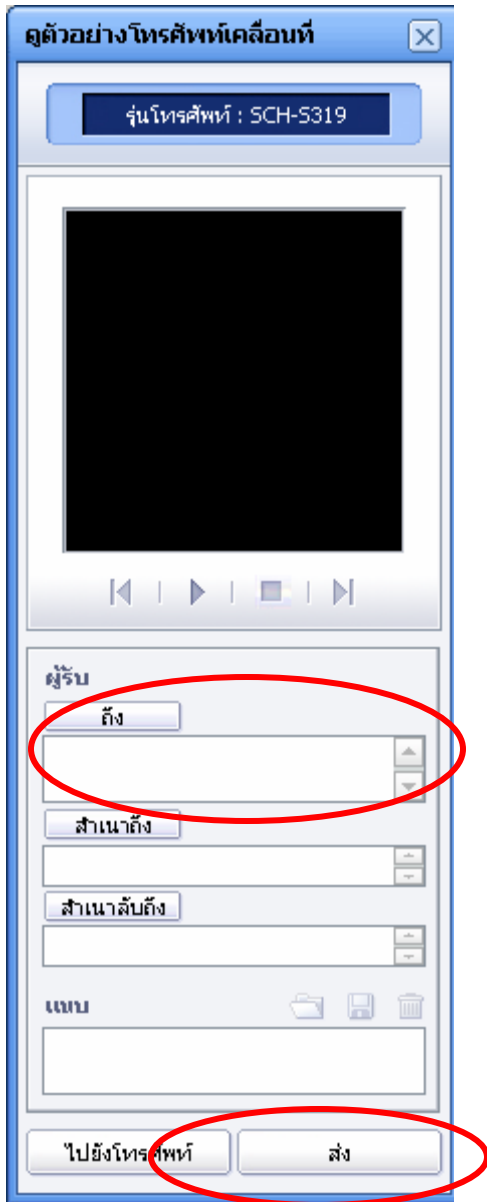 ดูตัวอย่างโทรศัพท์เคลื่อนที่
รุ่นโทรศัพท์ : SCH-S319
ผู้รับ
ถึง
สำเนาถึง
สำเนาลับถึง
แนบ
ไปยังโทรศัพท์
ส่ง